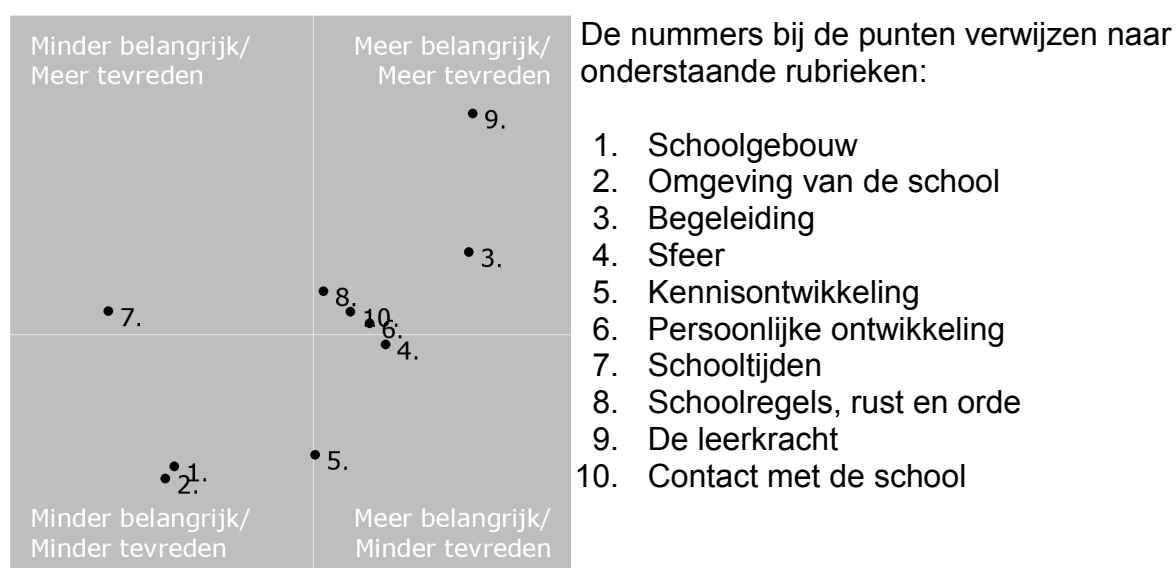 Minder belangrijk/
Meer tevreden
Meer belangrijk/
Meer tevreden
9.
3.
8.
10.
6.
7.
4.
5.
1.
2.
Minder belangrijk/
Minder tevreden
Meer belangrijk/
Minder tevreden
De nummers bij de punten verwijzen naar
onderstaande rubrieken:
1. Schoolgebouw
2. Omgeving van de school
3. Begeleiding
4. Sfeer
5. Kennisontwikkeling
6. Persoonlijke ontwikkeling
7. Schooltijden
8. Schoolregels, rust en orde
9. De leerkracht
10. Contact met de school